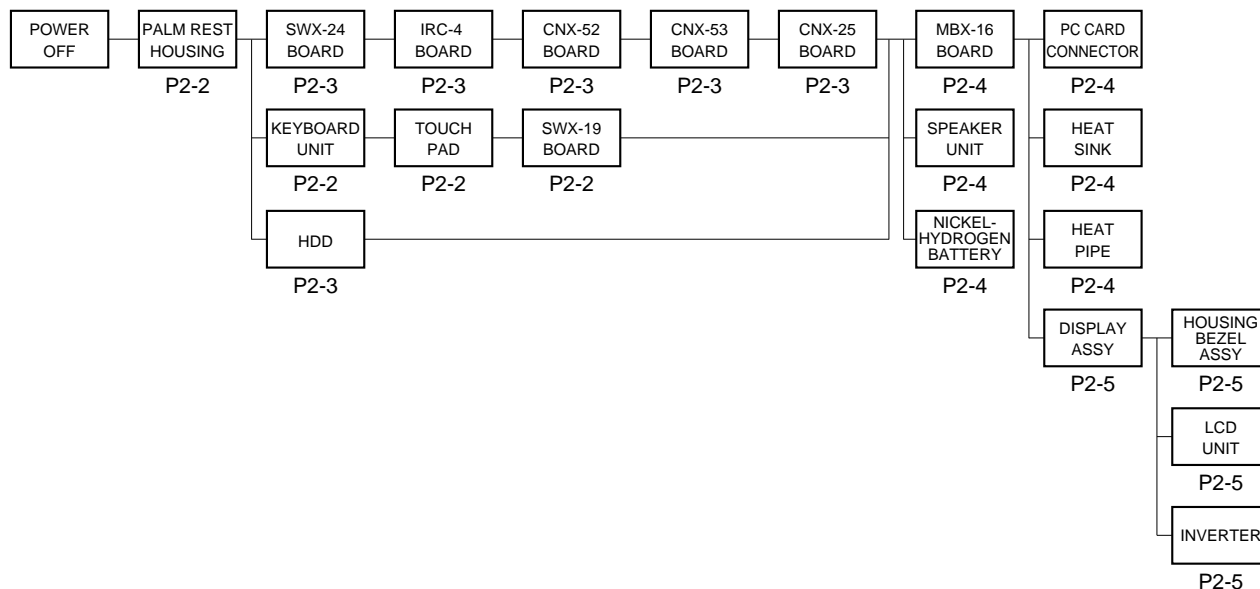 POWER
OFF
PALM REST
HOUSING
P2-2
SWX-24
BOARD
P2-3
IRC-4
BOARD
P2-3
CNX-52
BOARD
P2-3
CNX-53
BOARD
P2-3
CNX-25
BOARD
P2-3
MBX-16
BOARD
P2-4
PC CARD
CONNECTOR
P2-4
KEYBOARD
UNIT
P2-2
TOUCH
PAD
P2-2
SWX-19
BOARD
P2-2
SPEAKER
UNIT
P2-4
HEAT
SINK
P2-4
HDD
P2-3
NICKEL-
HYDROGEN
BATTERY
P2-4
HEAT
PIPE
P2-4
DISPLAY
ASSY
P2-5
HOUSING
BEZEL
ASSY
P2-5
LCD
UNIT
P2-5
INVERTER
P2-5